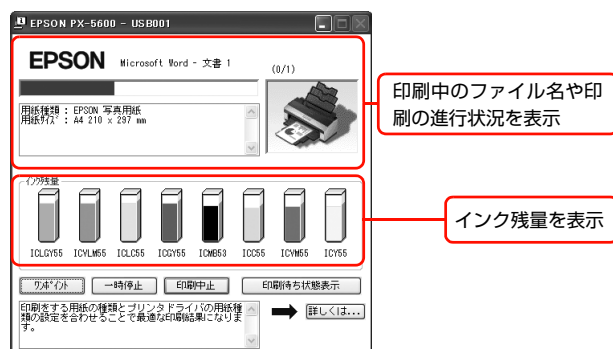 EPSON PX-5600 - USB001
EPSON Microsoft Word - 文書 1
(0/1)
用紙種類 : EPSON 写真用紙
用紙ｻｲｽﾞ : A4 210 x 297 mm
印刷中のファイル名や印
刷の進行状況を表示
ｲﾝｸ残量
ICLGY55 ICVLM55 ICLC55 ICGY55 ICMB53 ICC55 ICVM55 ICY55
インク残量を表示
ﾜﾝﾎﾟｲﾝﾄ 一時停止 印刷中止 印刷待ち状態表示
印刷をする用紙の種類とプリンタドライバの用紙種
類の設定を合わせることで最適な印刷結果になりま
す。
詳しくは...